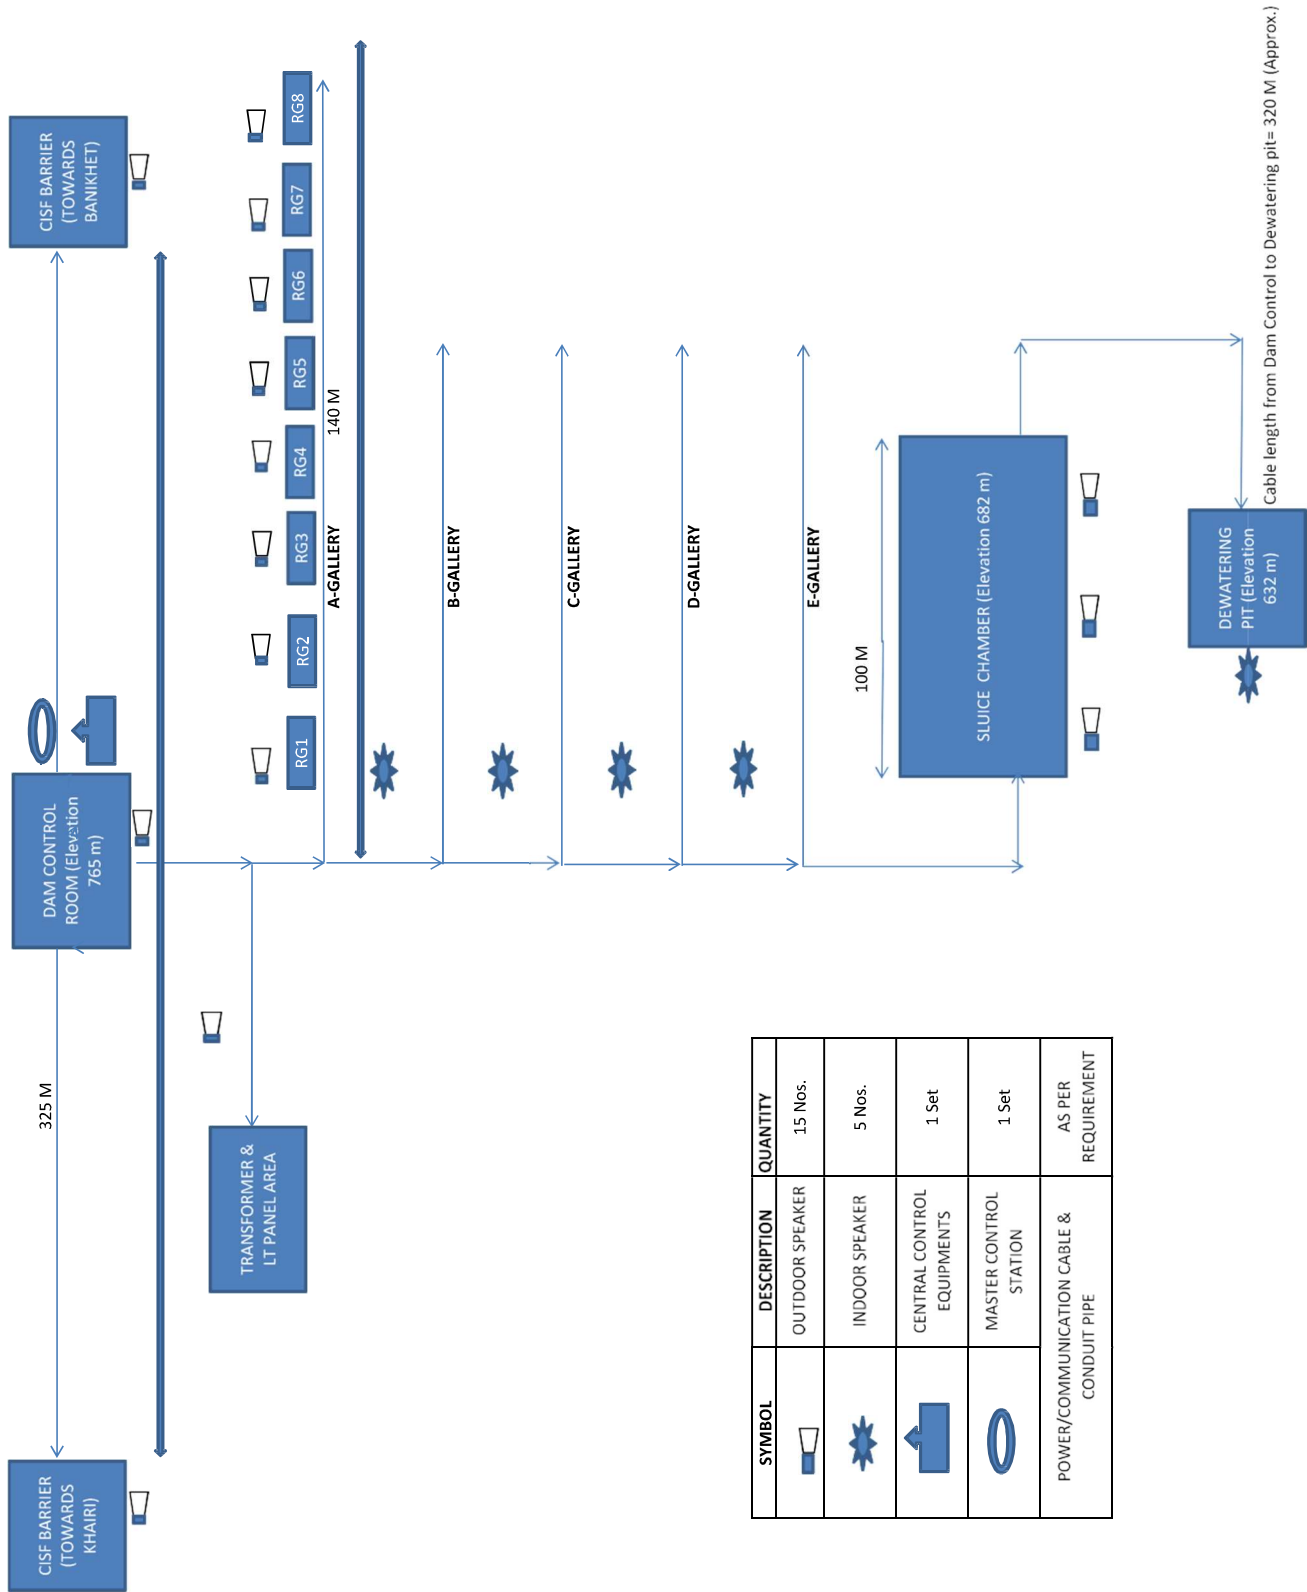 CISF BARRIER
(TOWARDS
KHAIRI)
325 M
DAM CONTROL
ROOM (Elevation
765 m)
CISF BARRIER
(TOWARDS
BANIKHET)
TRANSFORMER &
LT PANEL AREA
RG1
RG2
RG3
RG4
RG5
RG6
RG7
RG8
A-GALLERY
140 M
B-GALLERY
C-GALLERY
D-GALLERY
E-GALLERY
100 M
SLUICE CHAMBER (Elevation 682 m)
DEWATERING
PIT (Elevation
632 m)
Cable length from Dam Control to Dewatering pit= 320 M (Approx.)
SYMBOL DESCRIPTION QUANTITY
OUTDOOR SPEAKER 15 Nos.
INDOOR SPEAKER 5 Nos.
CENTRAL CONTROL
EQUIPMENTS
1 Set
MASTER CONTROL
STATION
1 Set
POWER/COMMUNICATION CABLE &
CONDUIT PIPE
AS PER
REQUIREMENT